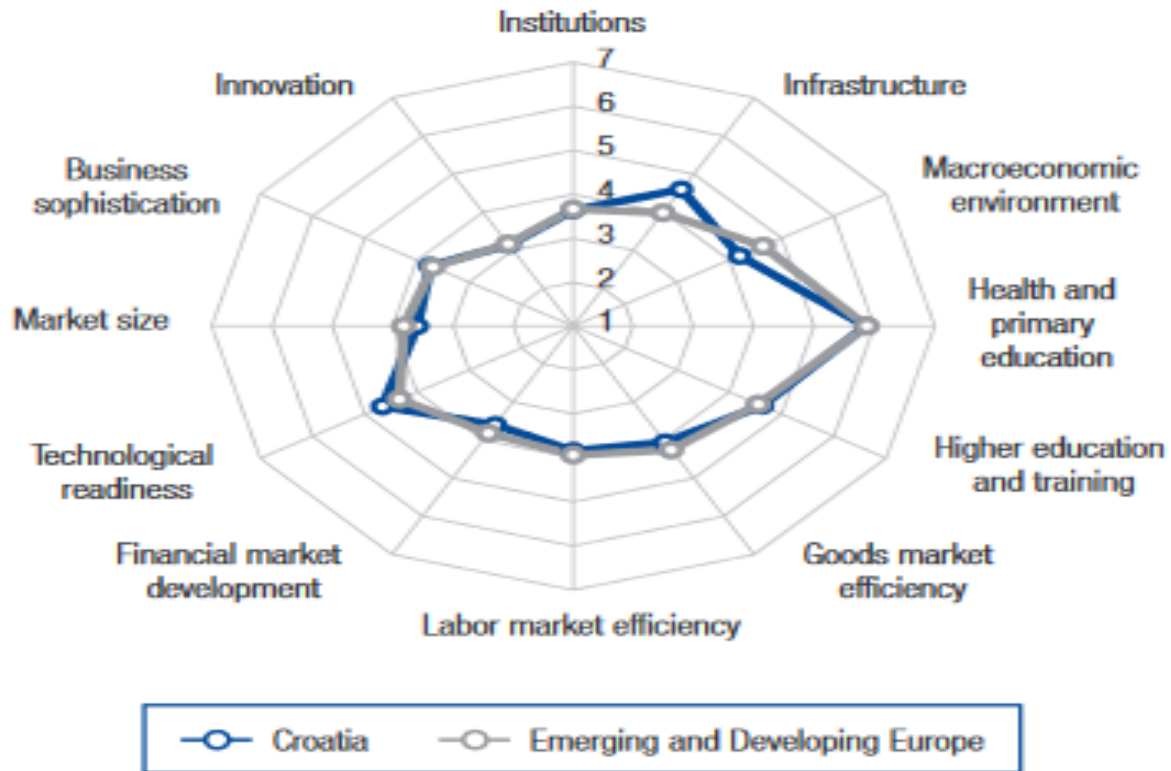 Institutions
7
6
5
4
3
2
1
Infrastructure
Macroeconomic
environment
Health and
primary
education
Higher education
and training
Goods market
efficiency
Labor market efficiency
Financial market
development
Technological
readiness
Market size
Business
sophistication
Innovation
Croatia
Emerging and Developing Europe